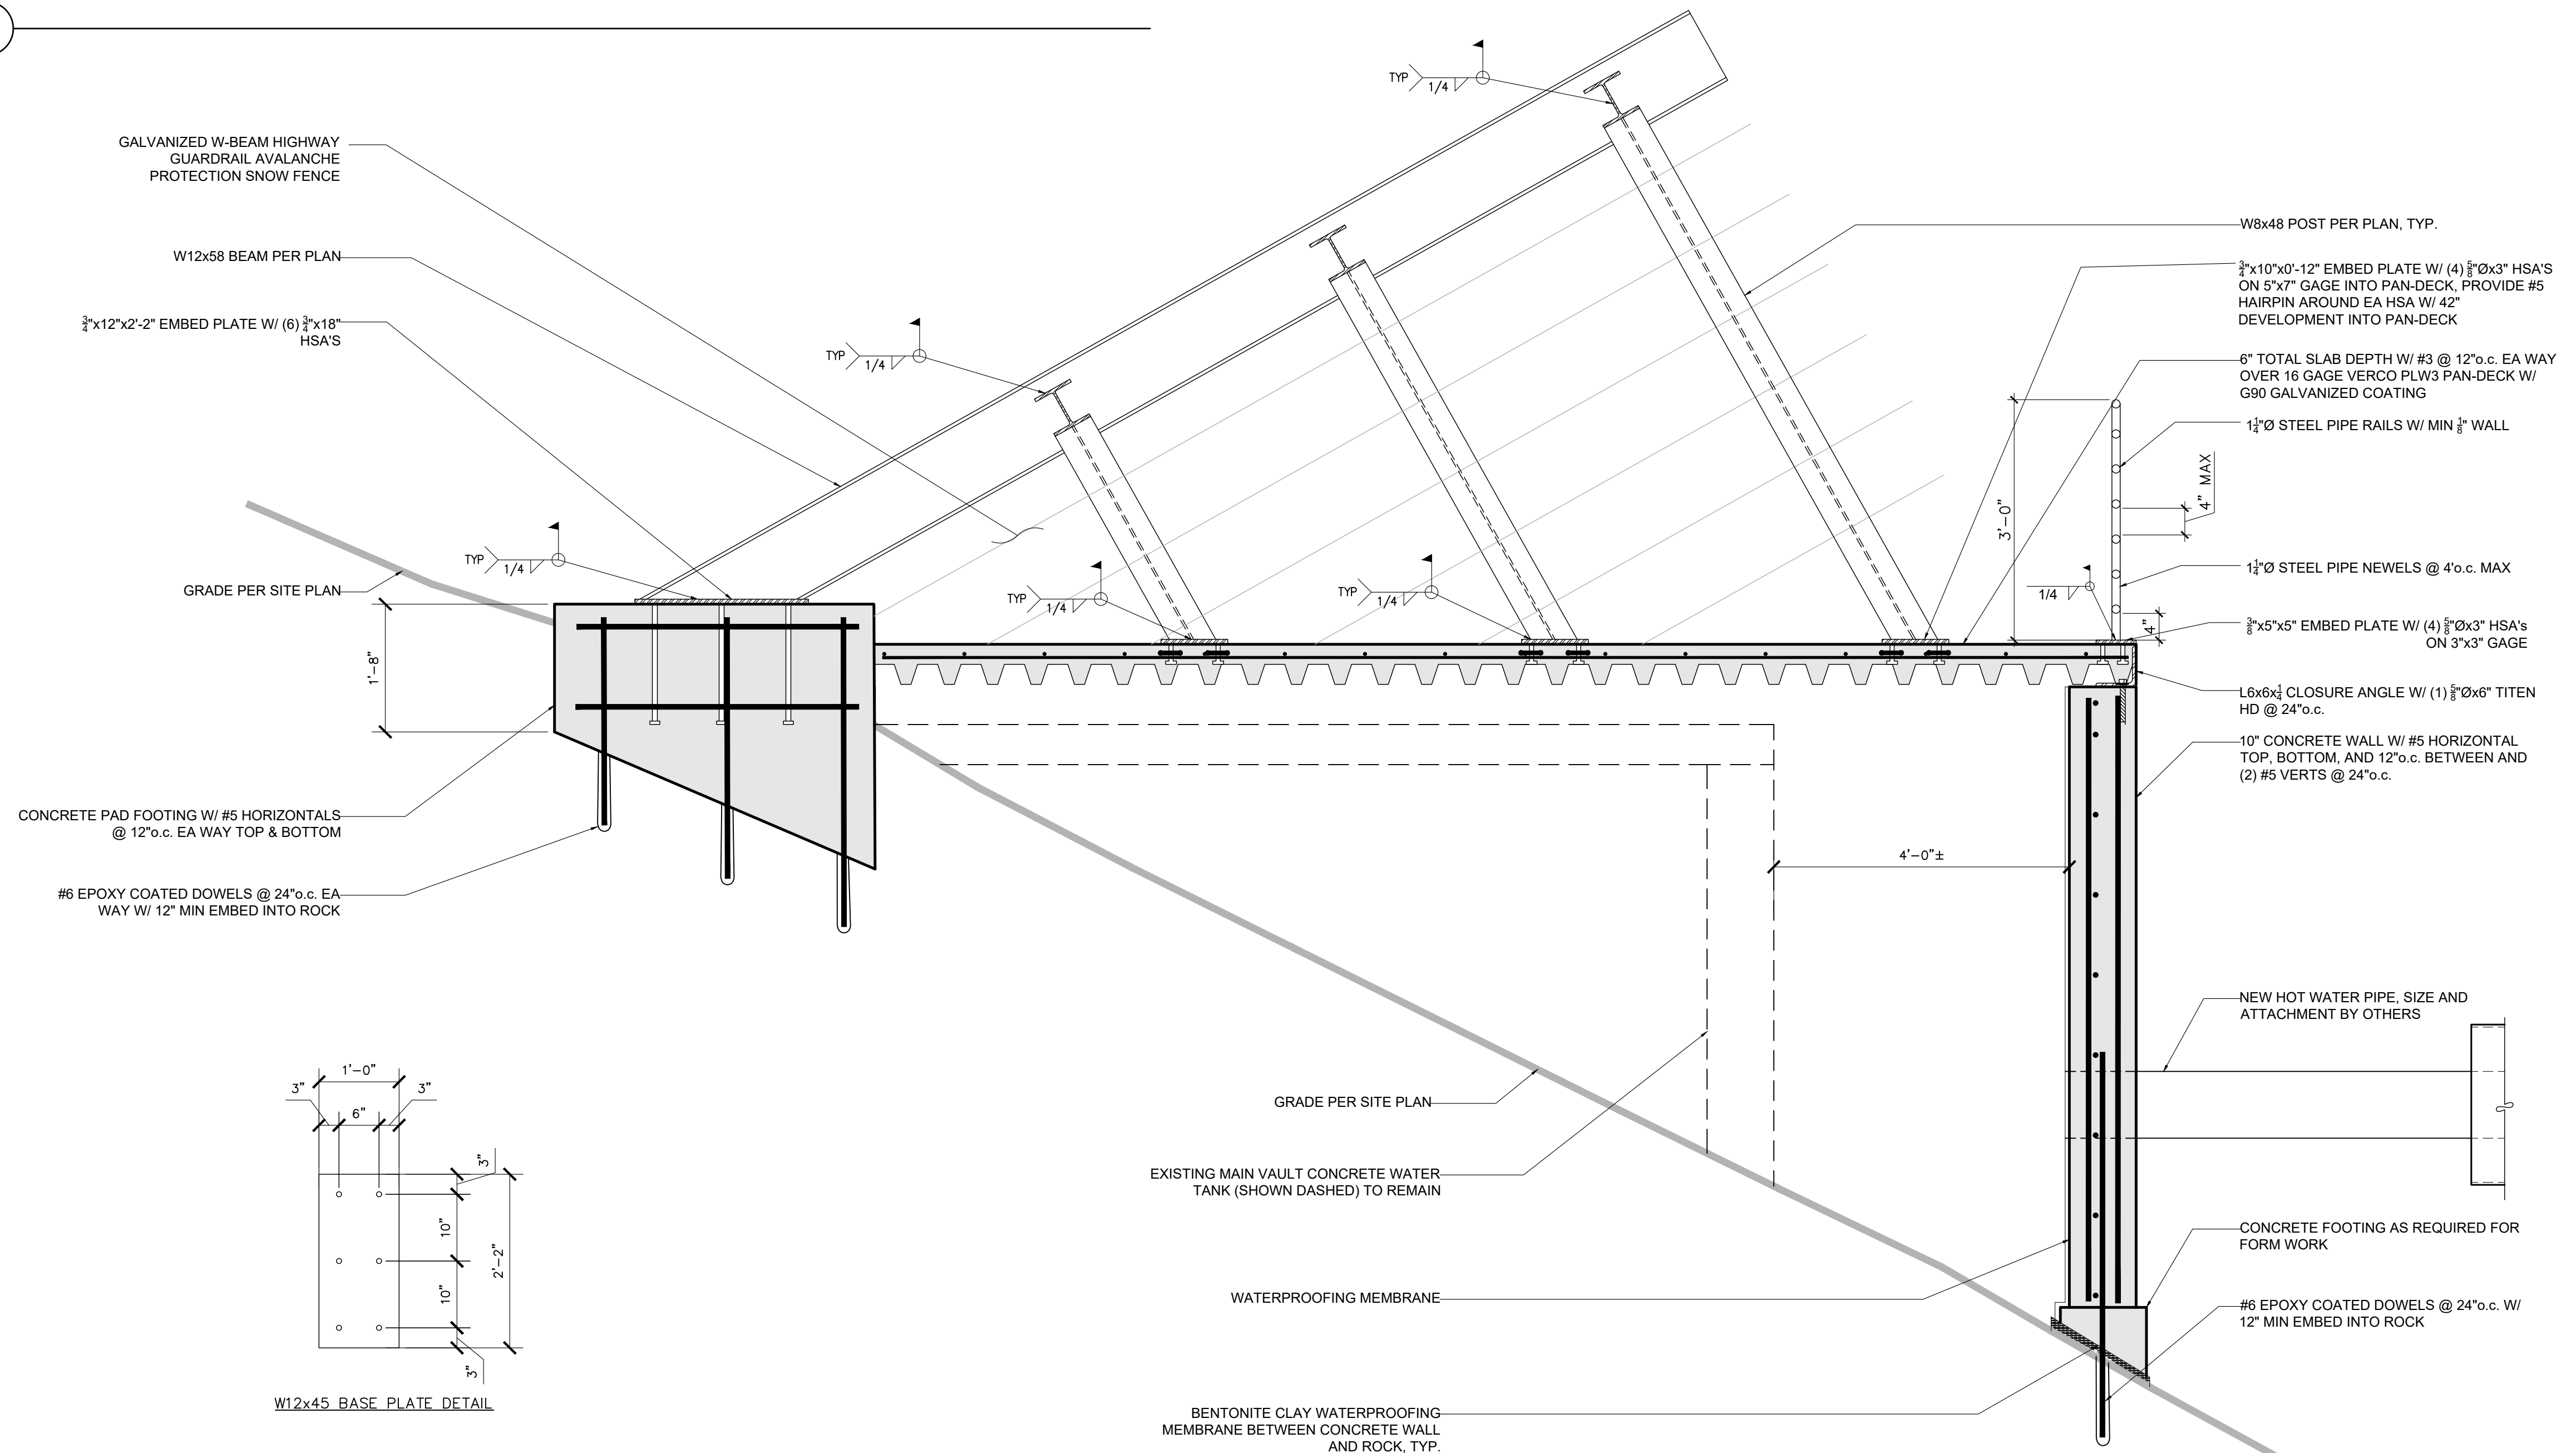 TYP
1/4
GALVANIZED W-BEAM HIGHWAY
GUARDRAIL AVALANCHE
PROTECTION SNOW FENCE
W12x58 BEAM PER PLAN
3/4"x12"x2'-2" EMBED PLATE W/ (6) 3/4"x18"
HSA'S
TYP
1/4
TYP
1/4
GRADE PER SITE PLAN
1'-8"
TYP
1/4
TYP
1/4
CONCRETE PAD FOOTING W/ #5 HORIZONTALS
@ 12"o.c. EA WAY TOP & BOTTOM
#6 EPOXY COATED DOWELS @ 24"o.c. EA
WAY W/ 12" MIN EMBED INTO ROCK
W8x48 POST PER PLAN, TYP.
3/4"x10"x0'-12" EMBED PLATE W/ (4) 5/8"Øx3" HSA'S
ON 5"x7" GAGE INTO PAN-DECK, PROVIDE #5
HAIRPIN AROUND EA HSA W/ 42"
DEVELOPMENT INTO PAN-DECK
6" TOTAL SLAB DEPTH W/ #3 @ 12"o.c. EA WAY
OVER 16 GAGE VERCO PLW3 PAN-DECK W/
G90 GALVANIZED COATING
1 1/4"Ø STEEL PIPE RAILS W/ MIN 1/8" WALL
3'-0"
4" MAX
1 1/4"Ø STEEL PIPE NEWELS @ 4'o.c. MAX
1/4
4"
3/8"x5"x5" EMBED PLATE W/ (4) 5/8"Øx3" HSA's
ON 3"x3" GAGE
L6x6x1/4 CLOSURE ANGLE W/ (1) 5/8"Øx6" TITEN
HD @ 24"o.c.
10" CONCRETE WALL W/ #5 HORIZONTAL
TOP, BOTTOM, AND 12"o.c. BETWEEN AND
(2) #5 VERTS @ 24"o.c.
4'-0"±
NEW HOT WATER PIPE, SIZE AND
ATTACHMENT BY OTHERS
GRADE PER SITE PLAN
EXISTING MAIN VAULT CONCRETE WATER
TANK (SHOWN DASHED) TO REMAIN
CONCRETE FOOTING AS REQUIRED FOR
FORM WORK
WATERPROOFING MEMBRANE
#6 EPOXY COATED DOWELS @ 24"o.c. W/
12" MIN EMBED INTO ROCK
BENTONITE CLAY WATERPROOFING
MEMBRANE BETWEEN CONCRETE WALL
AND ROCK, TYP.
1'-0"
3"
3"
6"
3"
10"
2'-2"
10"
3"
W12x45 BASE PLATE DETAIL